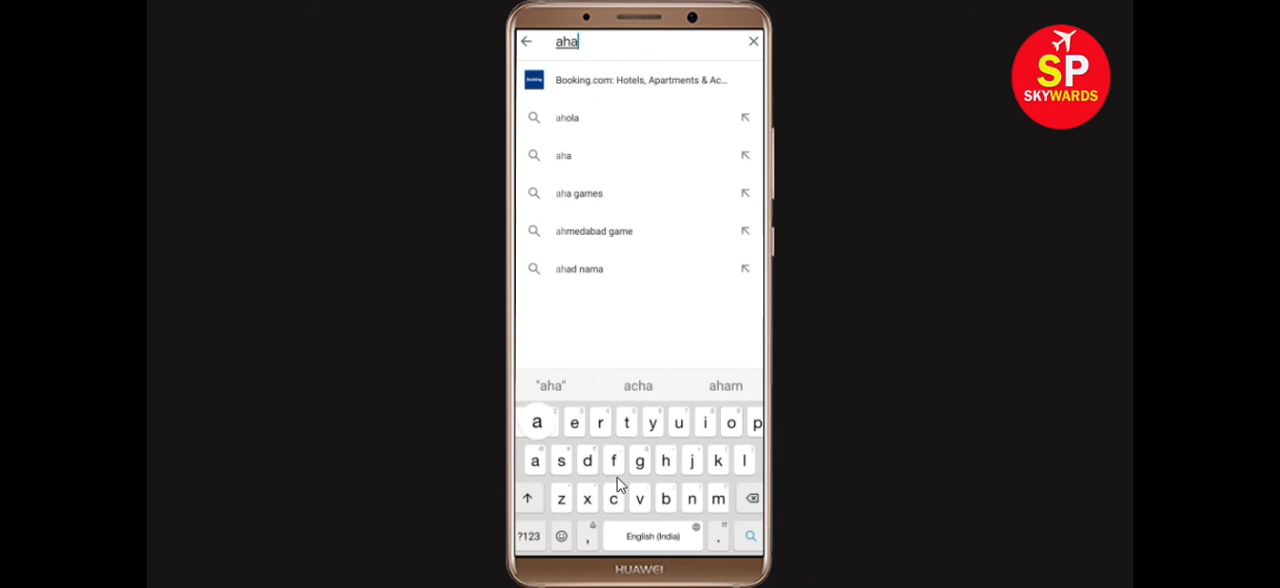 aha
SP
SKYWARDS
Booking
Booking.com: Hotels, Apartments & Ac...
ahola
aha
aha games
ahmedabad game
ahad nama
"aha" acha aham
a e r t y u i o p
a s d f g h j k l
z x c v b n m
?123 , English (India) .
HUAWEI